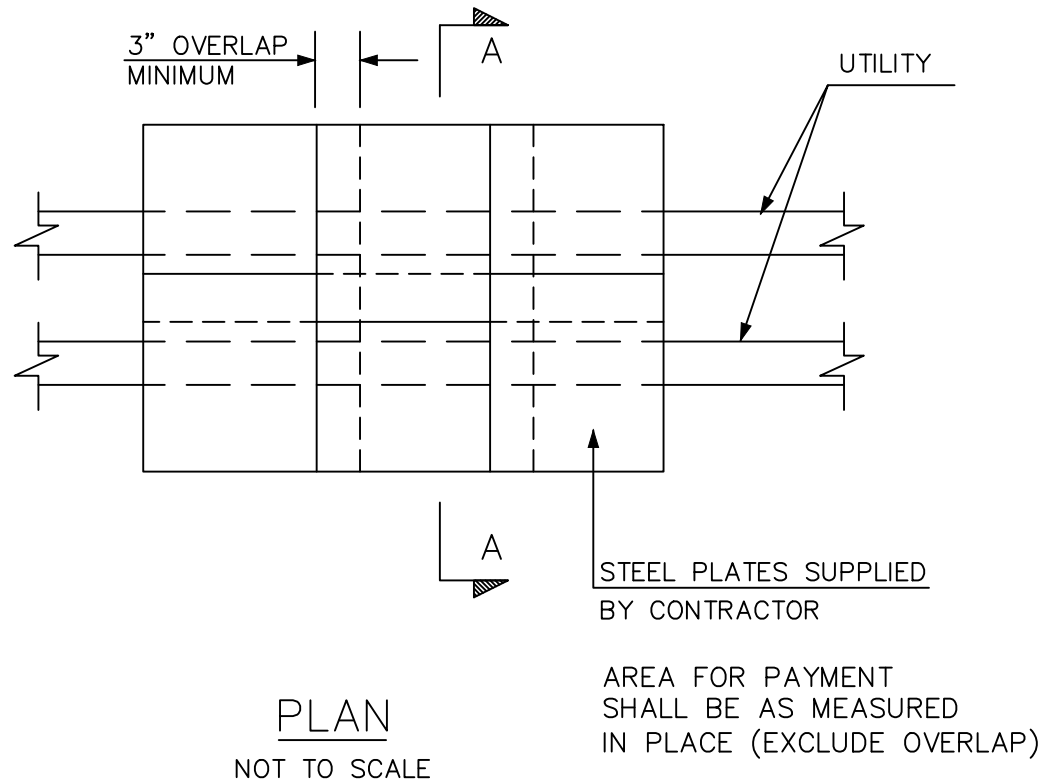 3” OVERLAP
MINIMUM
A
UTILITY
A
STEEL PLATES SUPPLIED
BY CONTRACTOR
AREA FOR PAYMENT
SHALL BE AS MEASURED
IN PLACE (EXCLUDE OVERLAP)
PLAN
NOT TO SCALE